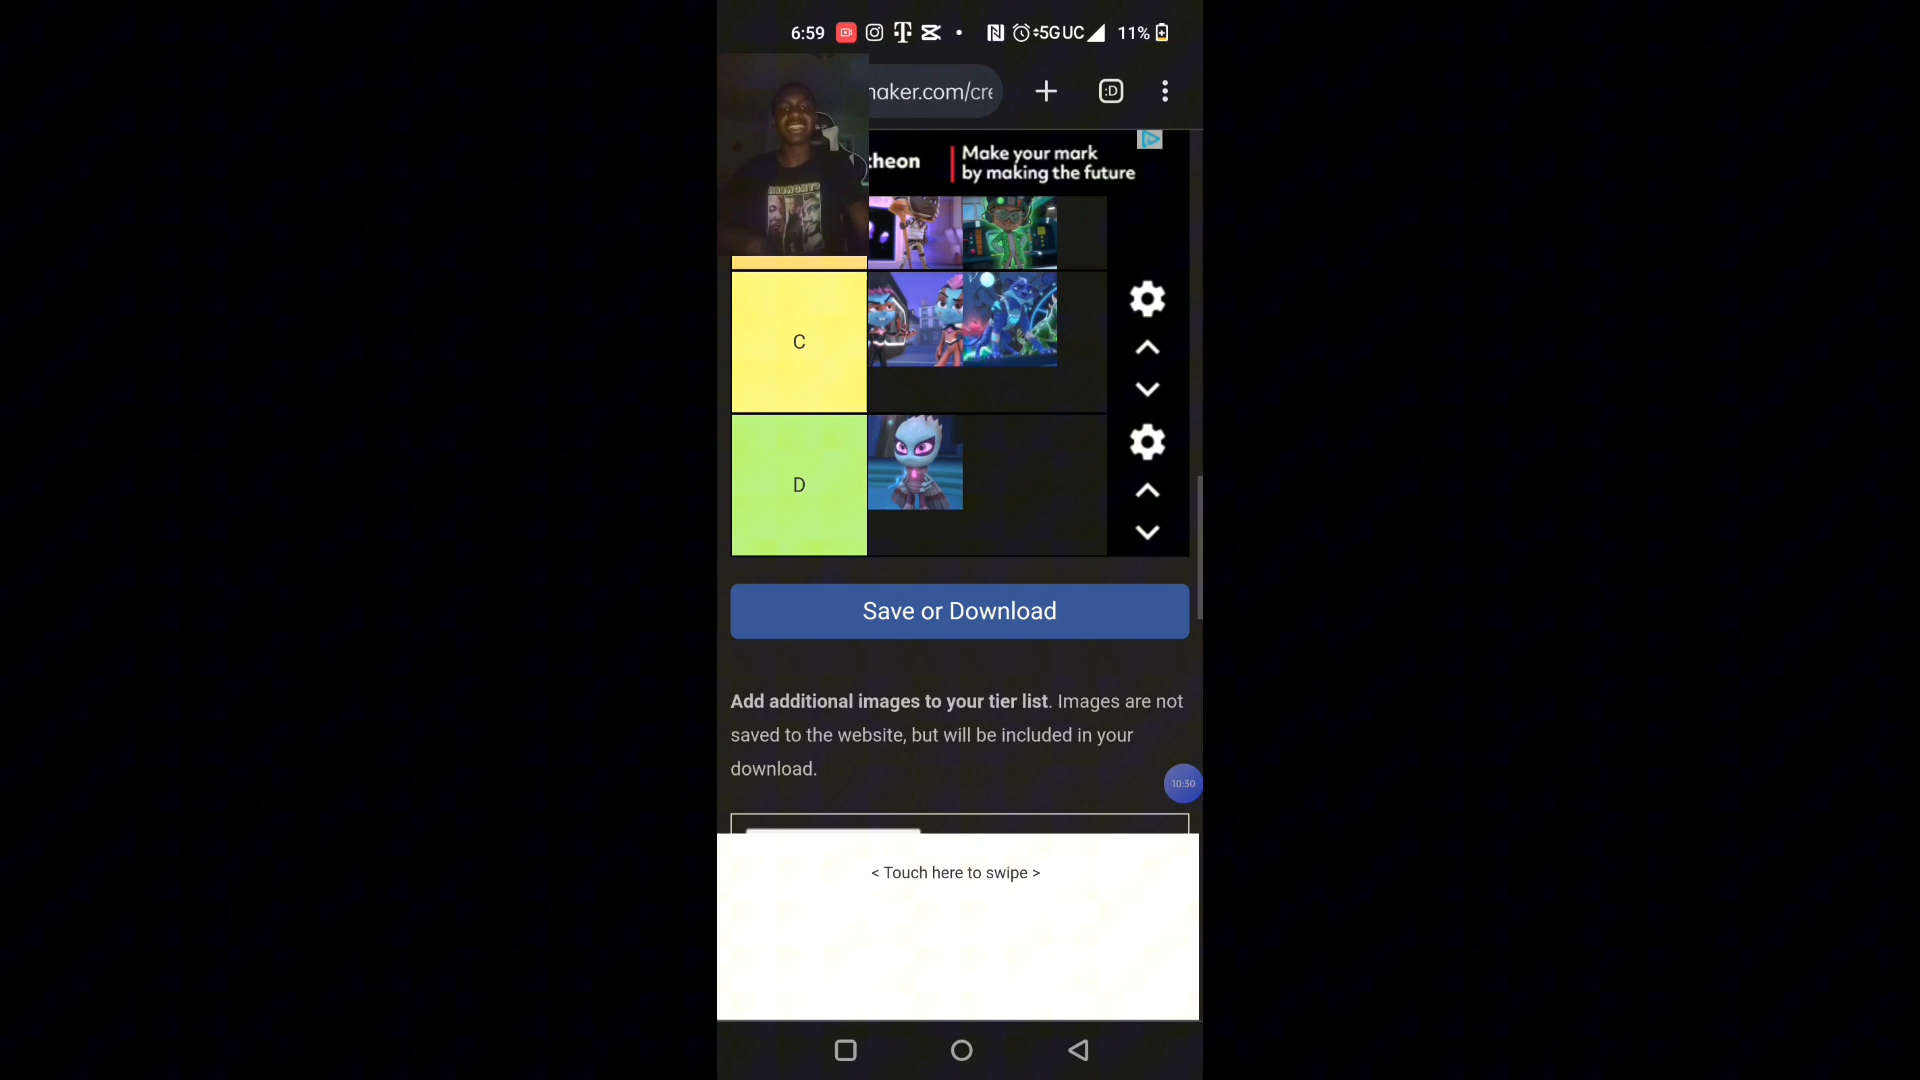 6:59 5G UC 11%
naker.com/cre :D
theon Make your mark
by making the future
C
D
Save or Download
Add additional images to your tier list. Images are not
saved to the website, but will be included in your
download.
10:30
< Touch here to swipe >